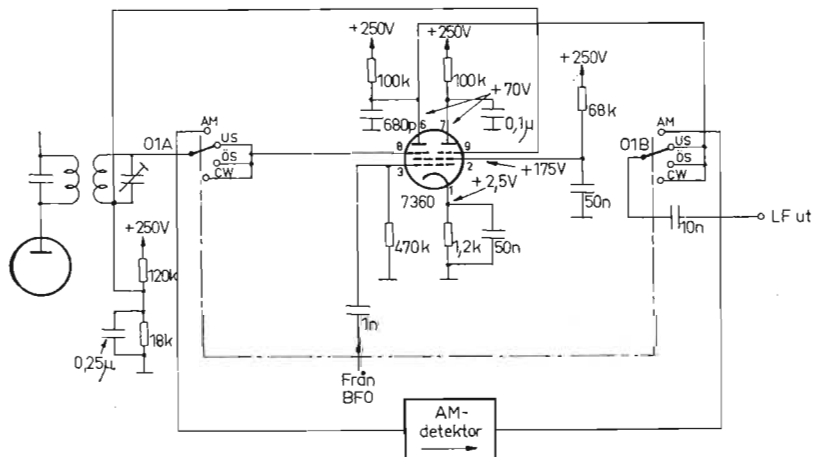 +250V
+250V
100k
100k
+70V
+250V
680p
6
7
0,1µ
68k
AM
O1A
US
ÖS
CW
8
9
3
2
+175V
1
7360
+2,5V
AM
O1B
US
ÖS
CW
50n
10n
LF ut
+250V
120k
470k
1,2k
50n
18k
0,25µ
1n
Från
BFO
AM-
detektor